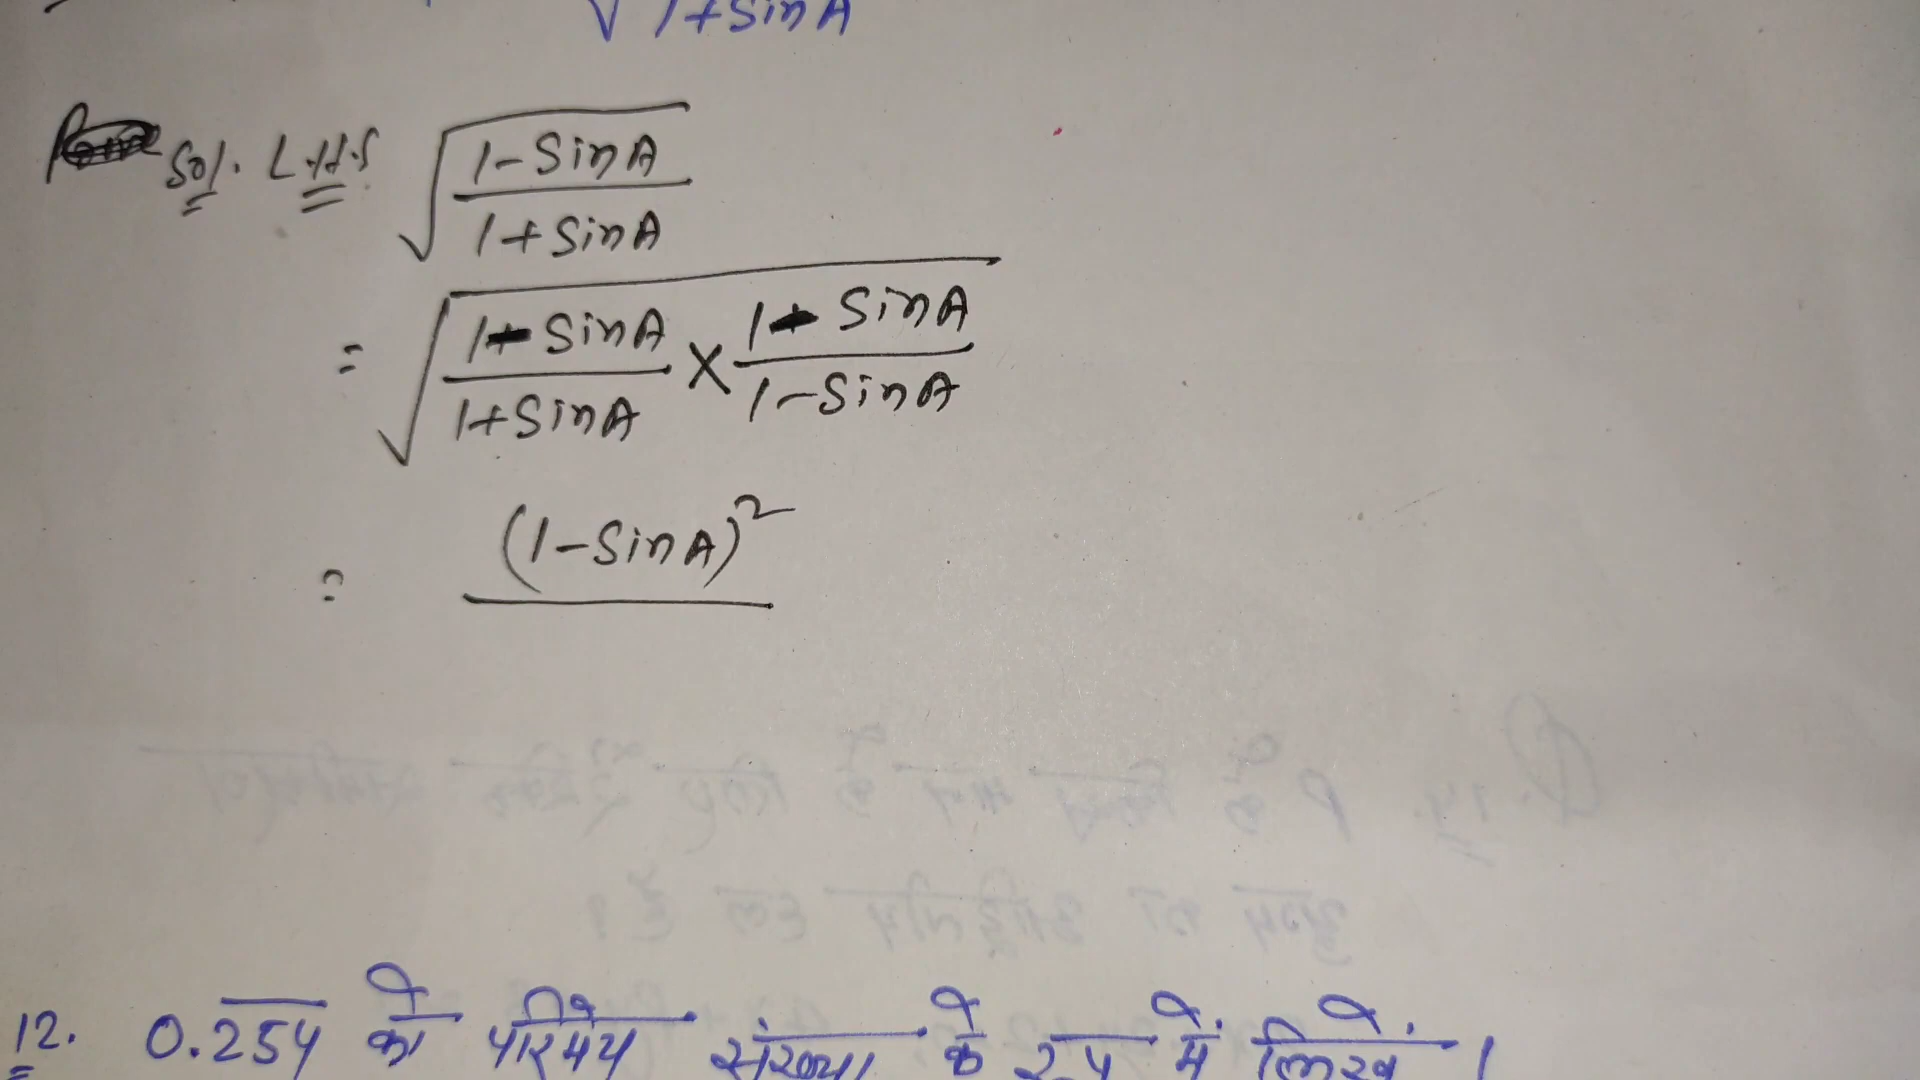 √1+SinA
Sol. L.H.S √(1-SinA / 1+SinA)
= √(1-SinA / 1+SinA × 1-SinA / 1-SinA)
= (1-SinA)²
12. 0.254̅ को परिमेय संख्या के रूप में लिखें।